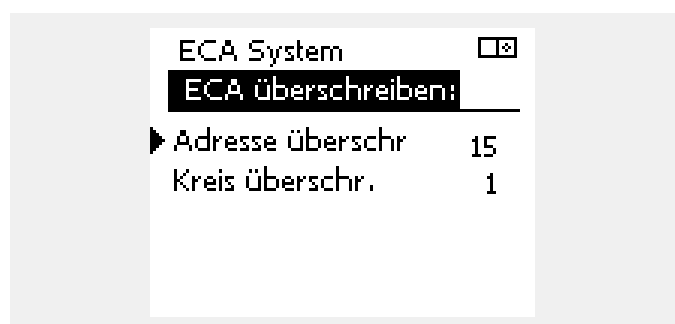 ECA System
ECA überschreiben:
Adresse überschr 15
Kreis überschr. 1